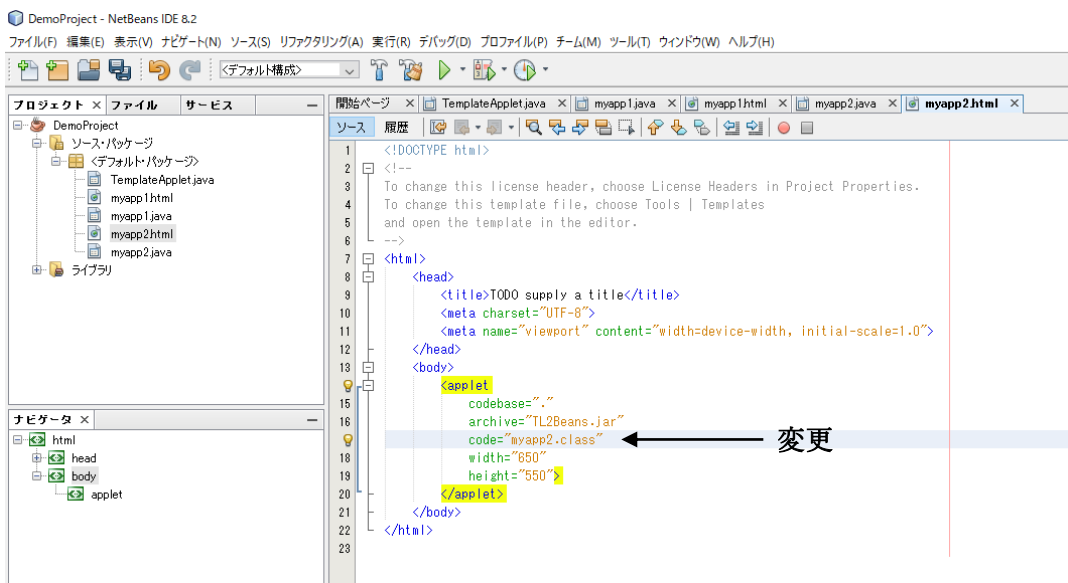 DemoProject - NetBeans IDE 8.2
ファイル(F) 編集(E) 表示(V) ナビゲート(N) ソース(S) リファクタリング(A) 実行(R) デバッグ(D) プロファイル(P) チーム(M) ツール(T) ウィンドウ(W) ヘルプ(H)
<デフォルト構成>
プロジェクト × ファイル サービス
DemoProject
ソース・パッケージ
<デフォルト・パッケージ>
TemplateApplet.java
myapp1.html
myapp1.java
myapp2.html
myapp2.java
ライブラリ
ナビゲータ ×
html
head
body
applet
開始ページ × TemplateApplet.java × myapp1.java × myapp1.html × myapp2.java × myapp2.html ×
ソース 履歴
1 <!DOCTYPE html>
2 <!--
3 To change this license header, choose License Headers in Project Properties.
4 To change this template file, choose Tools | Templates
5 and open the template in the editor.
6 -->
7 <html>
8 <head>
9 <title>TODO supply a title</title>
10 <meta charset="UTF-8">
11 <meta name="viewport" content="width=device-width, initial-scale=1.0">
12 </head>
13 <body>
<applet
15 codebase="."
16 archive="TL2Beans.jar"
code="myapp2.class" 変更
18 width="650"
19 height="550">
20 </applet>
21 </body>
22 </html>
23